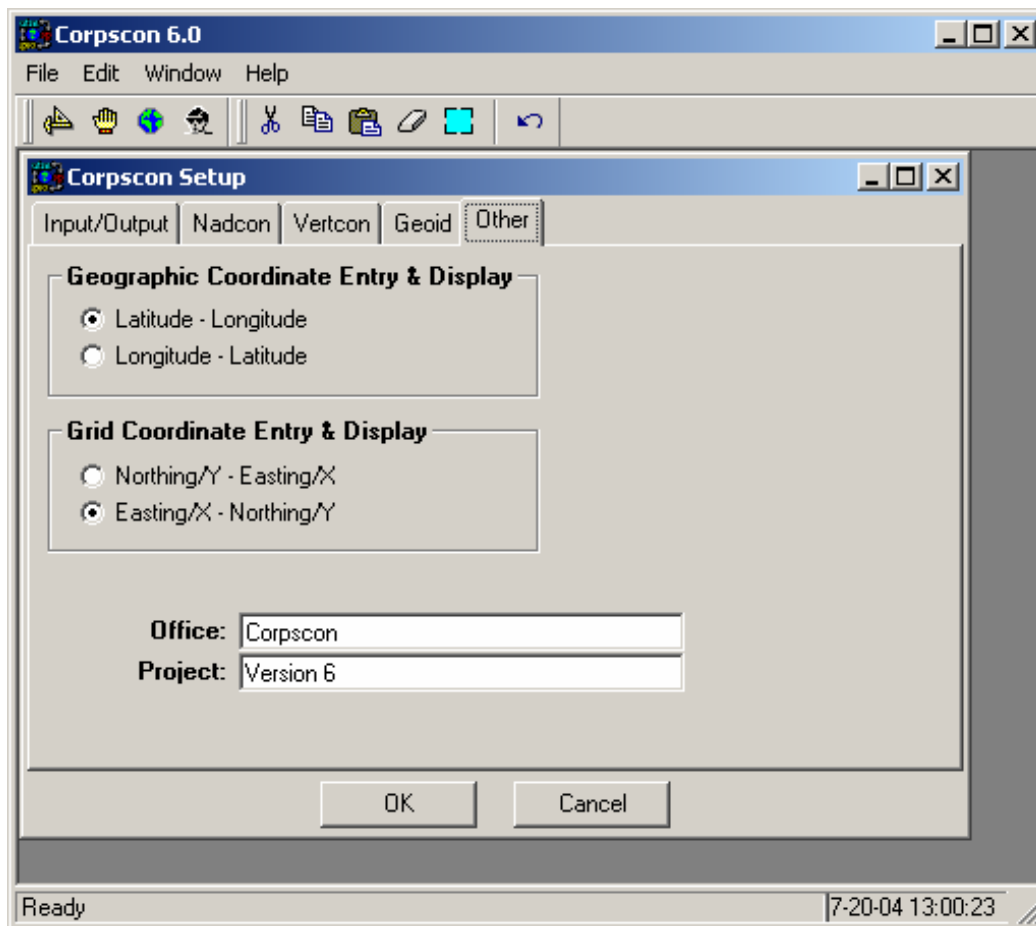 Corpscon 6.0
File Edit Window Help
Corpscon Setup
Input/Output Nadcon Vertcon Geoid Other
Geographic Coordinate Entry & Display
Latitude - Longitude
Longitude - Latitude
Grid Coordinate Entry & Display
Northing/Y - Easting/X
Easting/X - Northing/Y
Office: Corpscon
Project: Version 6
OK Cancel
Ready 7-20-04 13:00:23